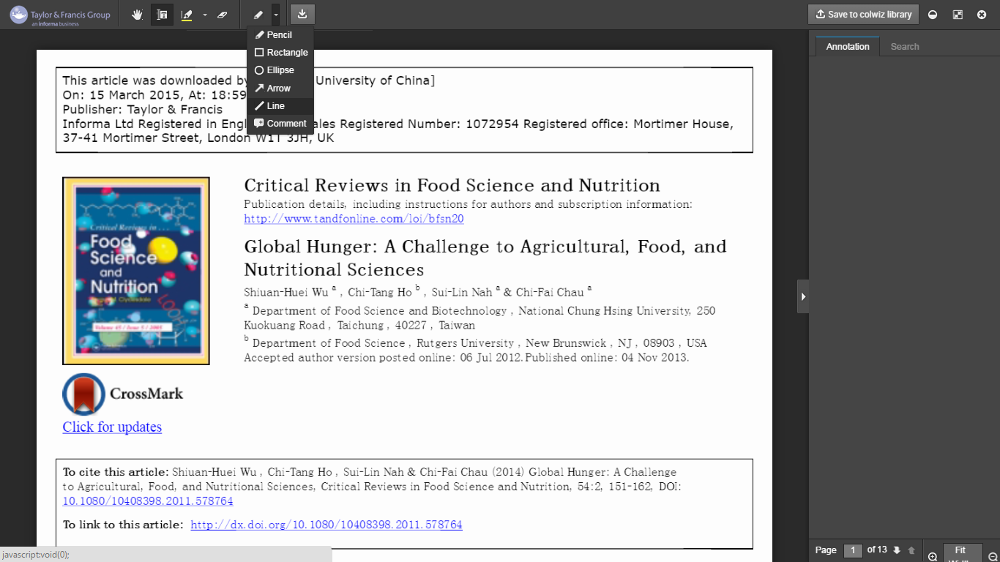 Taylor & Francis Group
an informa business
Save to colwiz library
Pencil
Rectangle
Ellipse
Arrow
Line
Comment
Annotation
Search
This article was downloaded by University of China]
On: 15 March 2015, At: 18:59
Publisher: Taylor & Francis
Informa Ltd Registered in Engl ales Registered Number: 1072954 Registered office: Mortimer House,
37-41 Mortimer Street, London W1T 3JH, UK
Critical Reviews in
Food
Science
and
Nutrition
Volume 45 / Issue 5 / 2005
Critical Reviews in Food Science and Nutrition
Publication details, including instructions for authors and subscription information:
http://www.tandfonline.com/loi/bfsn20
Global Hunger: A Challenge to Agricultural, Food, and
Nutritional Sciences
Shiuan-Huei Wu a , Chi-Tang Ho b , Sui-Lin Nah a & Chi-Fai Chau a
a Department of Food Science and Biotechnology , National Chung Hsing University, 250
Kuokuang Road , Taichung , 40227 , Taiwan
b Department of Food Science , Rutgers University , New Brunswick , NJ , 08903 , USA
Accepted author version posted online: 06 Jul 2012.Published online: 04 Nov 2013.
CrossMark
Click for updates
To cite this article: Shiuan-Huei Wu , Chi-Tang Ho , Sui-Lin Nah & Chi-Fai Chau (2014) Global Hunger: A Challenge
to Agricultural, Food, and Nutritional Sciences, Critical Reviews in Food Science and Nutrition, 54:2, 151-162, DOI:
10.1080/10408398.2011.578764
To link to this article: http://dx.doi.org/10.1080/10408398.2011.578764
javascript:void(0);
Page 1 of 13
Fit